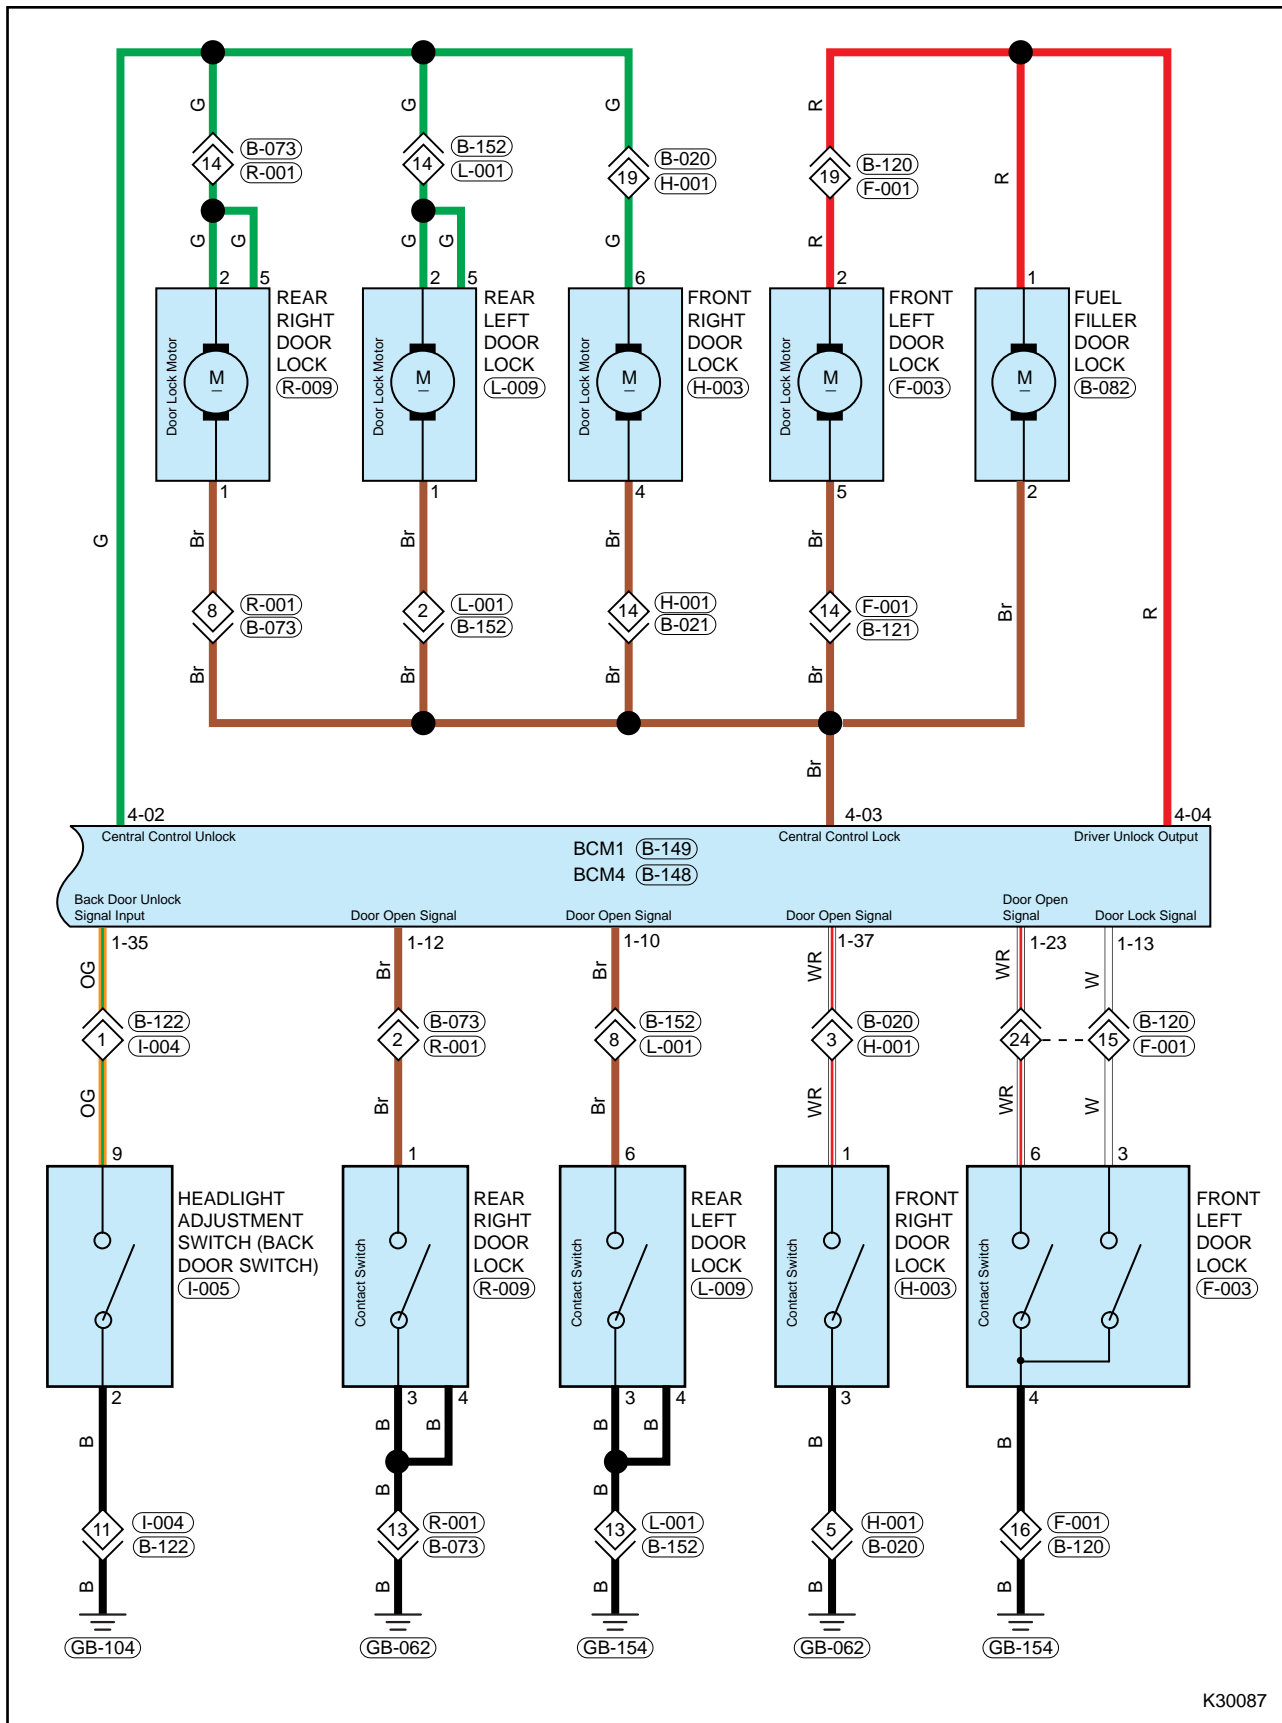 G
G
G
R
R
14
B-073
R-001
14
B-152
L-001
19
B-020
H-001
19
B-120
F-001
G
G
G
G
G
R
2
5
2
5
6
2
1
Door Lock Motor
M
REAR
RIGHT
DOOR
LOCK
R-009
Door Lock Motor
M
REAR
LEFT
DOOR
LOCK
L-009
Door Lock Motor
M
FRONT
RIGHT
DOOR
LOCK
H-003
Door Lock Motor
M
FRONT
LEFT
DOOR
LOCK
F-003
M
FUEL
FILLER
DOOR
LOCK
B-082
1
1
4
5
2
G
Br
Br
Br
Br
Br
R
8
R-001
B-073
2
L-001
B-152
14
H-001
B-021
14
F-001
B-121
Br
Br
Br
Br
Br
4-02
4-03
4-04
Central Control Unlock
Central Control Lock
Driver Unlock Output
BCM1 B-149
BCM4 B-148
Back Door Unlock
Signal Input
Door Open Signal
Door Open Signal
Door Open Signal
Door Open
Signal
Door Lock Signal
1-35
1-12
1-10
1-37
1-23
1-13
OG
Br
Br
WR
WR
W
1
B-122
I-004
2
B-073
R-001
8
B-152
L-001
3
B-020
H-001
24
15
B-120
F-001
OG
Br
Br
WR
WR
W
9
1
6
1
6
3
HEADLIGHT
ADJUSTMENT
SWITCH (BACK
DOOR SWITCH)
I-005
Contact Switch
REAR
RIGHT
DOOR
LOCK
R-009
Contact Switch
REAR
LEFT
DOOR
LOCK
L-009
Contact Switch
FRONT
RIGHT
DOOR
LOCK
H-003
Contact Switch
FRONT
LEFT
DOOR
LOCK
F-003
2
3
4
3
4
3
4
B
B
B
B
B
B
B
B
B
11
I-004
B-122
13
R-001
B-073
13
L-001
B-152
5
H-001
B-020
16
F-001
B-120
B
B
B
B
B
GB-104
GB-062
GB-154
GB-062
GB-154
K30087